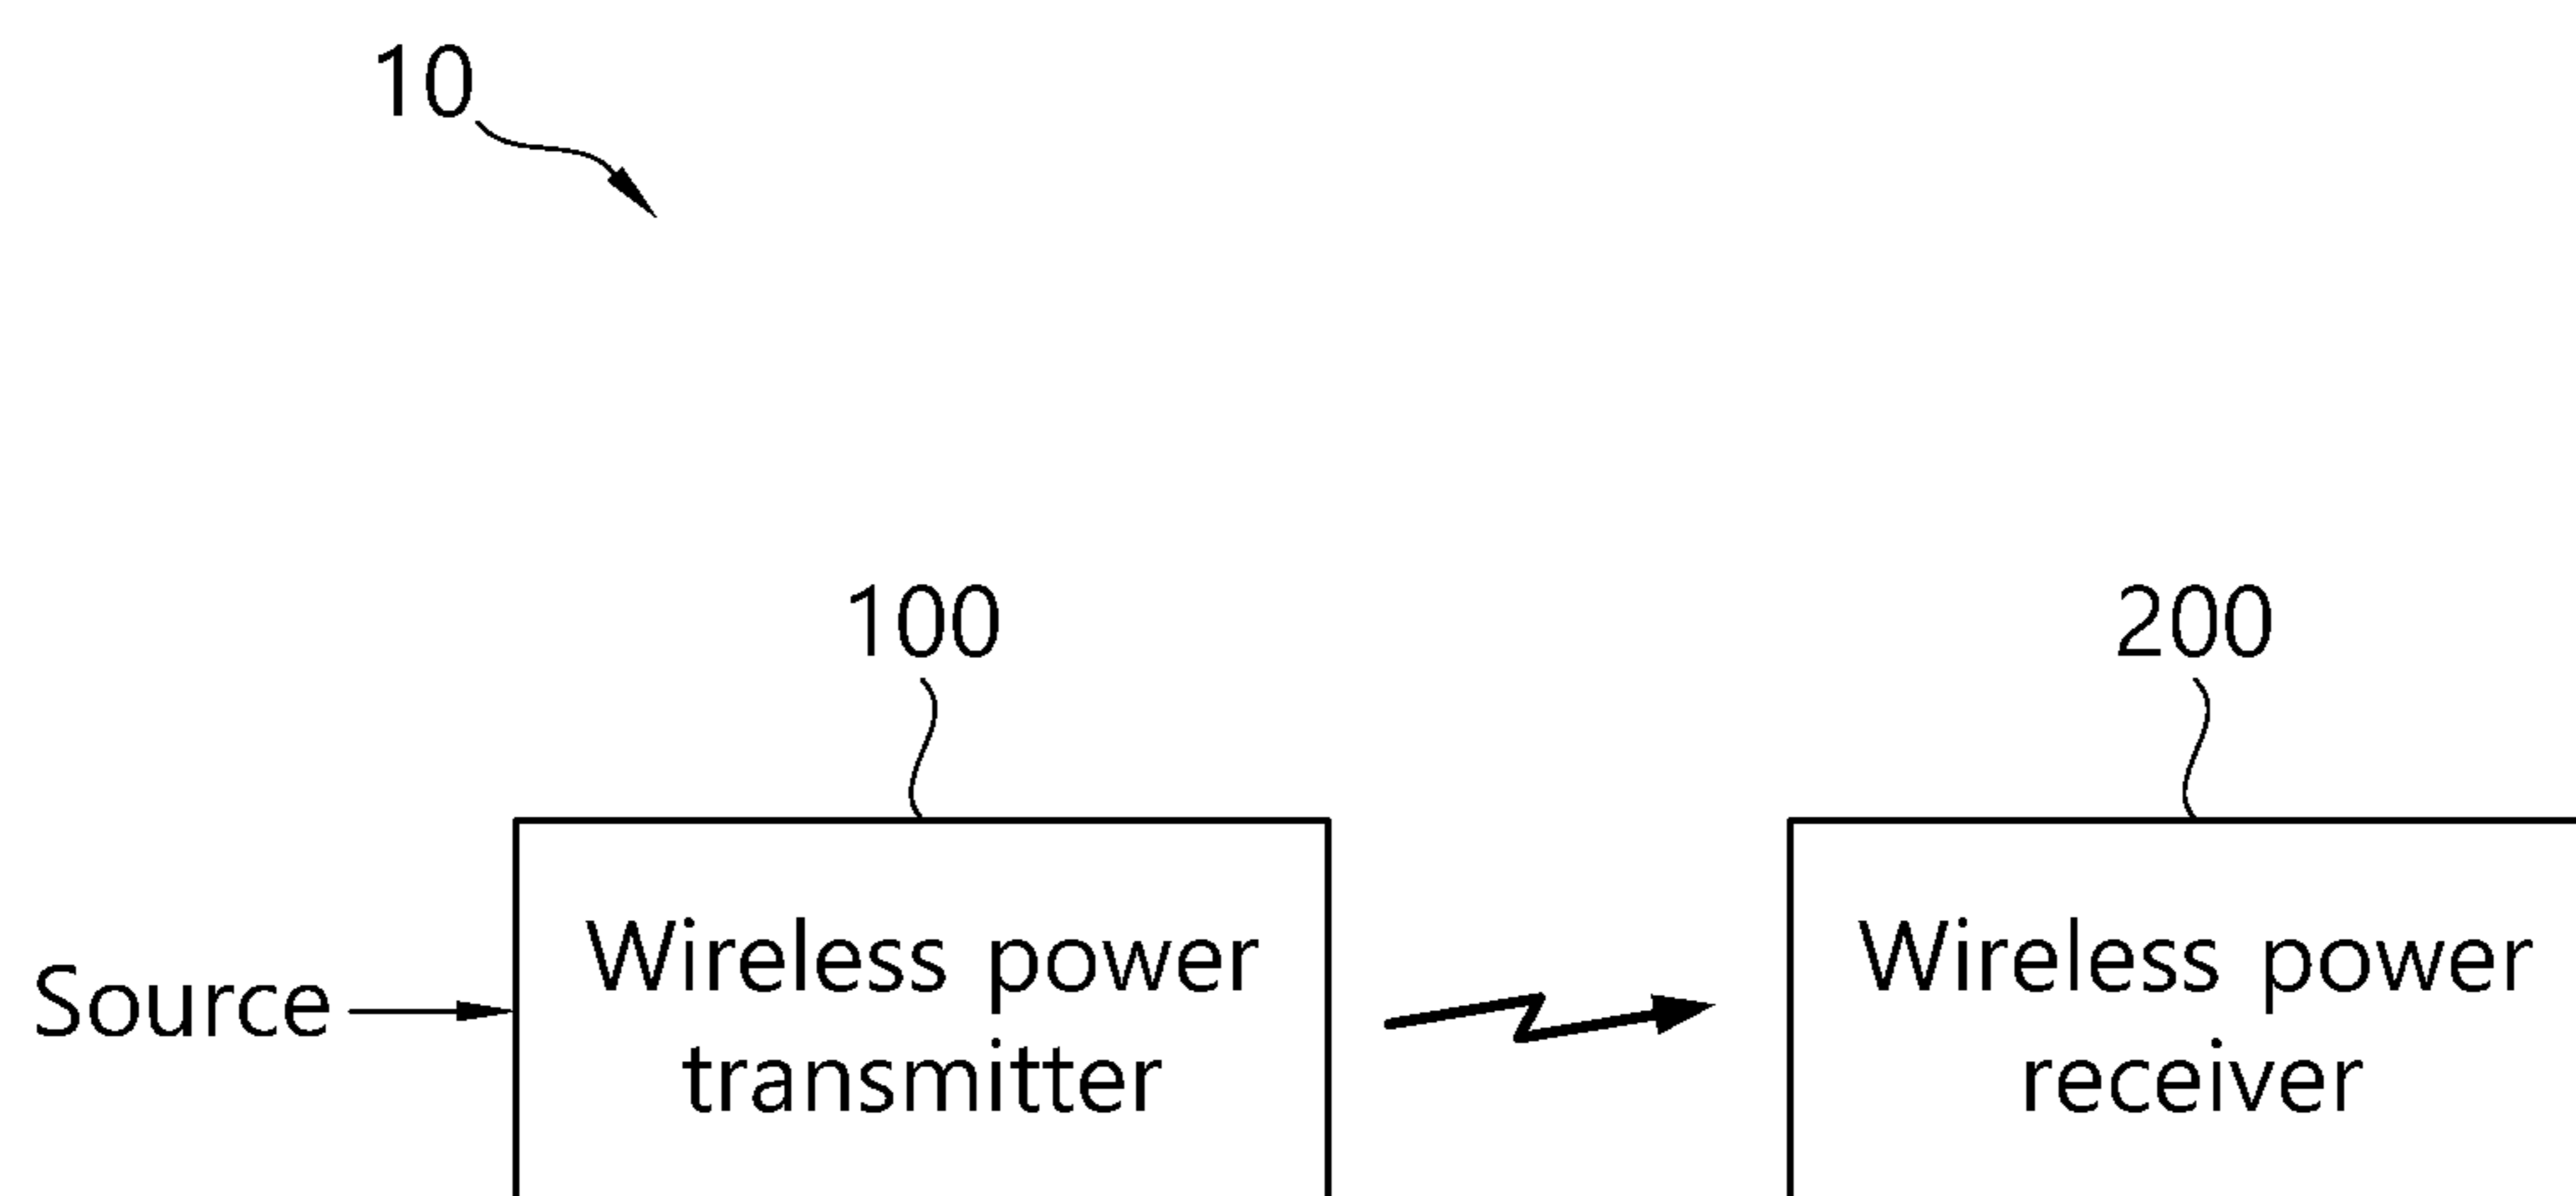 10
100
200
Source
Wireless power
transmitter
Wireless power
receiver